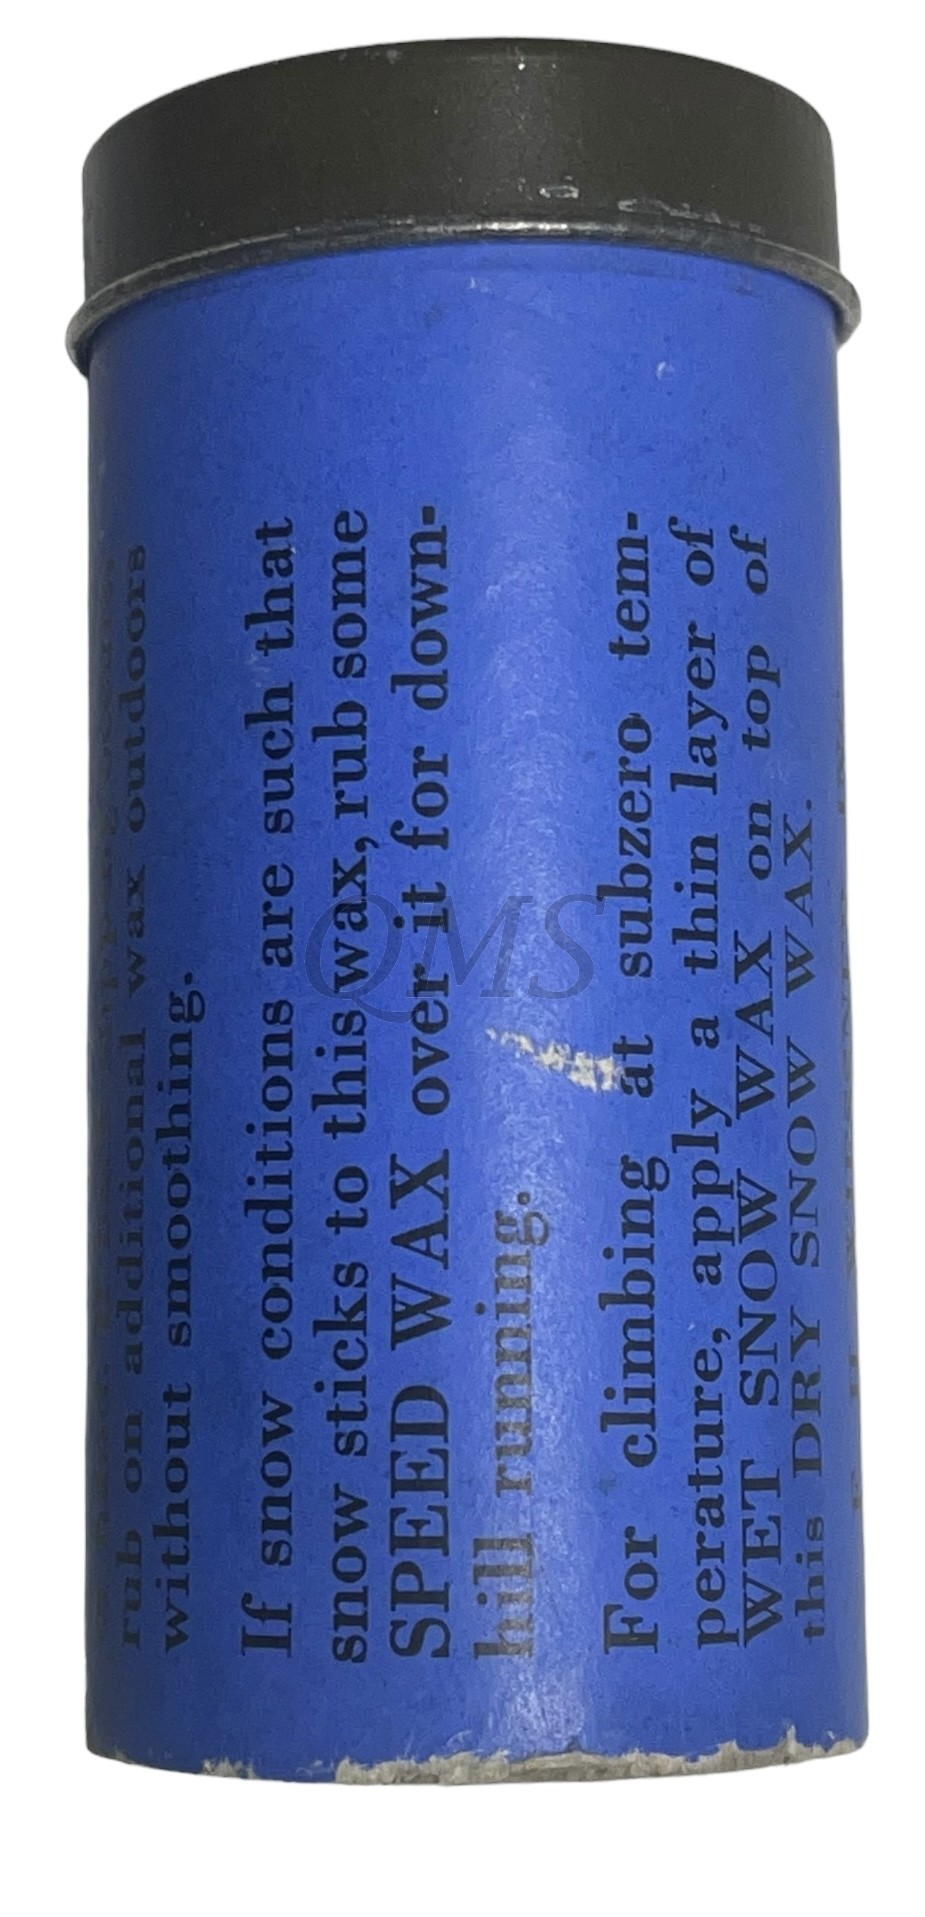 rub on additional wax outdoors
without smoothing.
If snow conditions are such that
snow sticks to this wax, rub some
SPEED WAX over it for down-
hill running.
For climbing at subzero tem-
perature, apply a thin layer of
WET SNOW WAX on top of
this DRY SNOW WAX.
QMS